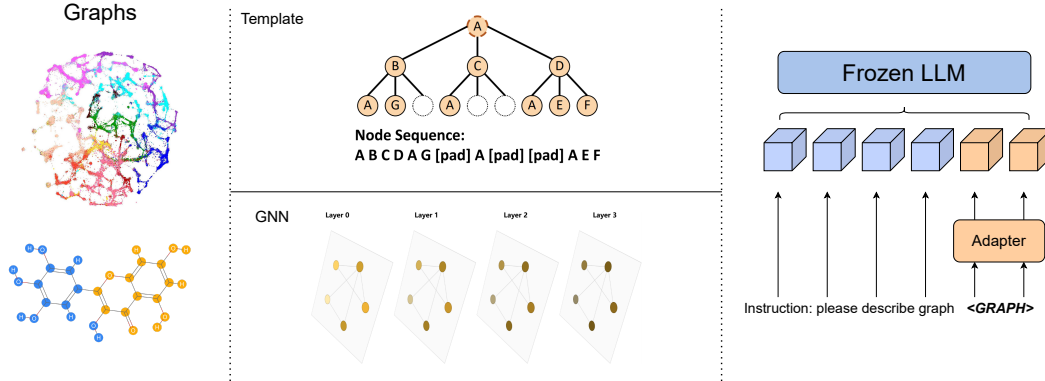 Graphs
Template
A
B C D
A G A A E F
Node Sequence:
A B C D A G [pad] A [pad] [pad] A E F
GNN
Layer 0 Layer 1 Layer 2 Layer 3
Frozen LLM
Adapter
Instruction: please describe graph <GRAPH>